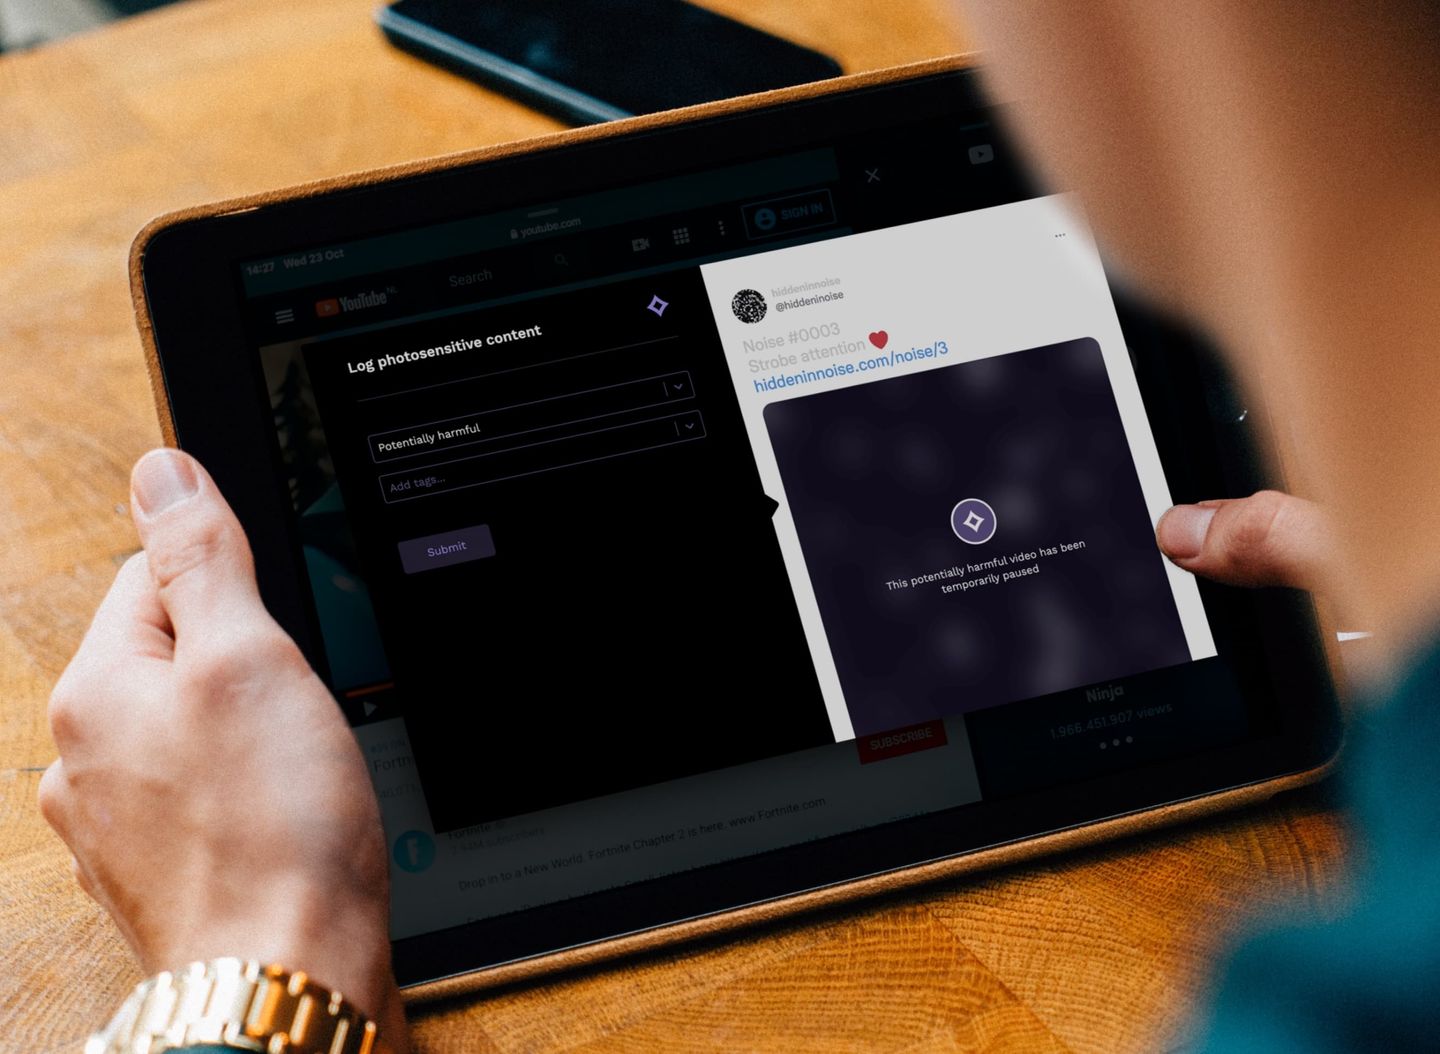 14:27 Wed 23 Oct
youtube.com
YouTube NL
Search
SIGN IN
Log photosensitive content
Potentially harmful
Add tags...
Submit
hiddeninnoise
@hiddeninoise
Noise #0003
Strobe attention ❤️
hiddeninnoise.com/noise/3
This potentially harmful video has been
temporarily paused
Ninja
1.966.451.907 views
SUBSCRIBE
Fortnite
subscribers
Drop in to a New World. Fortnite Chapter 2 is here. www.Fortnite.com